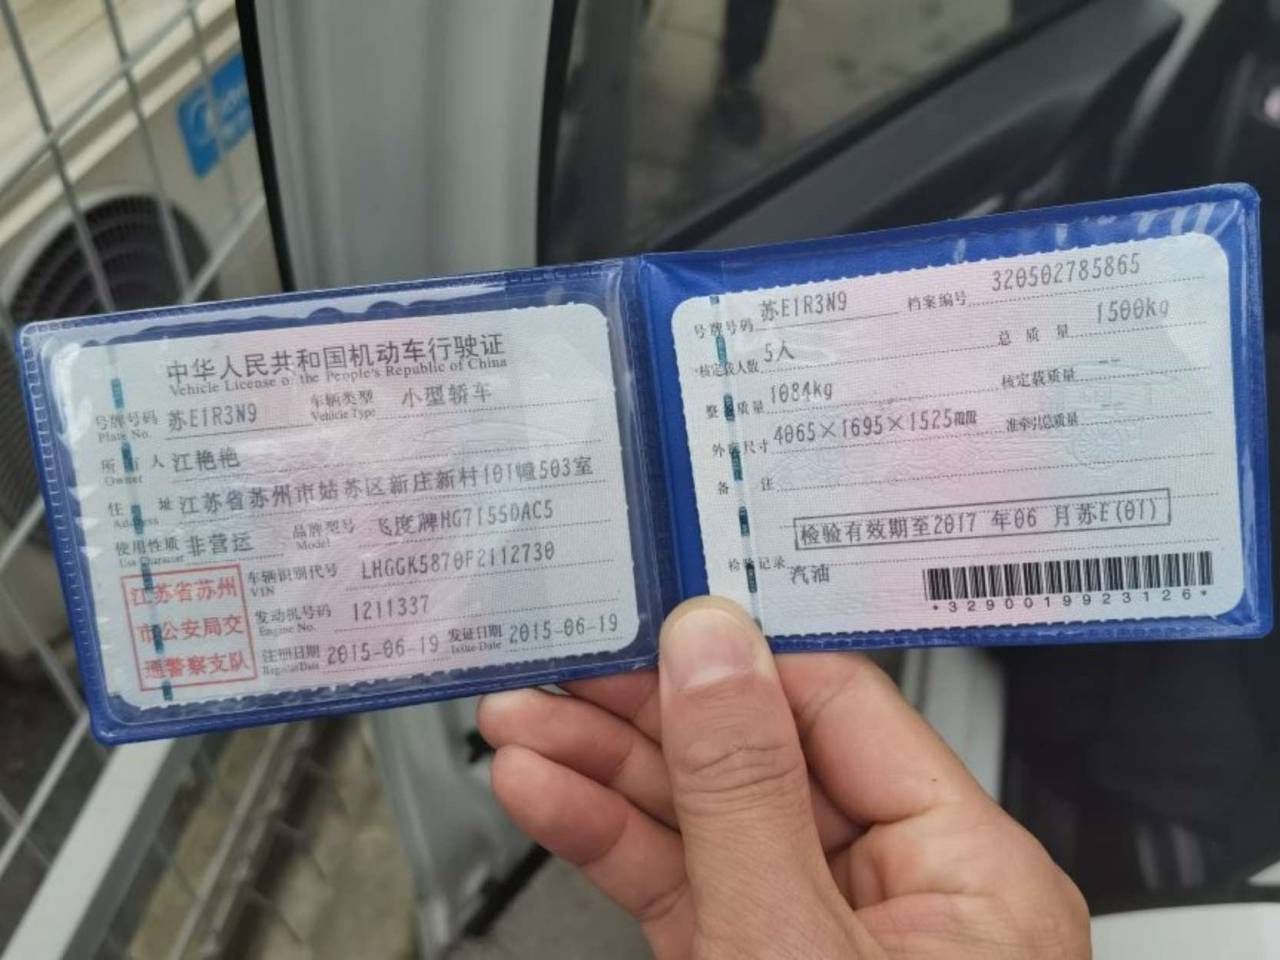 中华人民共和国机动车行驶证
Vehicle License of the People's Republic of China
号牌号码 苏E1R3N9 车辆类型 小型轿车
Plate No. Vehicle Type
所有人 江艳艳
Owner
住址 江苏省苏州市姑苏区新庄新村101幢503室
Address
使用性质 非营运 品牌型号 飞度牌HG7155DAC5
Use Character Model
车辆识别代号 LHGGK5870F2112730
VIN
发动机号码 1211337
Engine No.
注册日期 2015-06-19 发证日期 2015-06-19
Register Date Issue Date
江苏省苏州
市公安局交
通警察支队
号牌号码 苏E1R3N9 档案编号 320502785865
核定载人数 5人 总质量 1500kg
整备质量 1084kg 核定载质量 --
外廓尺寸 4065×1695×1525mm 准牵引总质量
备注
检验有效期至2017 年06 月苏E(01)
检验记录
汽油
*3290019923126*